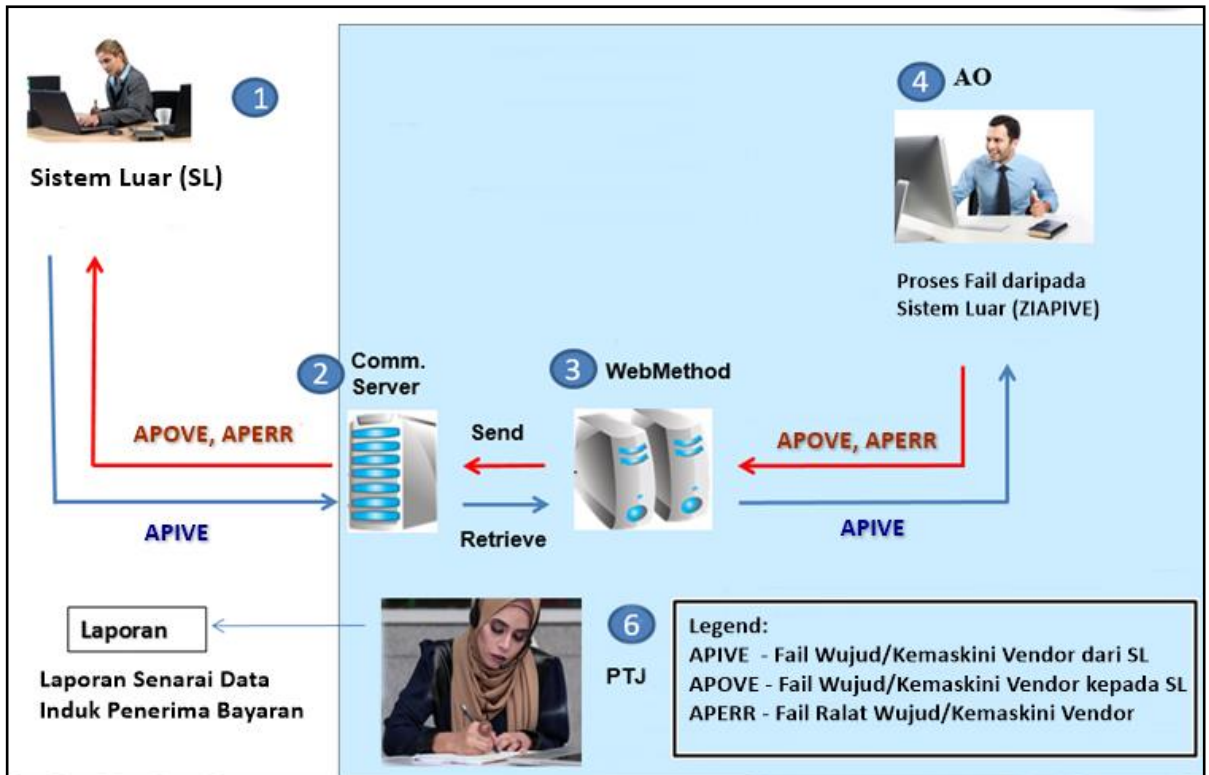 1
Sistem Luar (SL)
4 AO
Proses Fail daripada
Sistem Luar (ZIAPIVE)
2 Comm.
Server
3 WebMethod
APOVE, APERR
Send
APOVE, APERR
APIVE
Retrieve
APIVE
Laporan
Laporan Senarai Data
Induk Penerima Bayaran
6
PTJ
Legend:
APIVE - Fail Wujud/Kemaskini Vendor dari SL
APOVE - Fail Wujud/Kemaskini Vendor kepada SL
APERR - Fail Ralat Wujud/Kemaskini Vendor